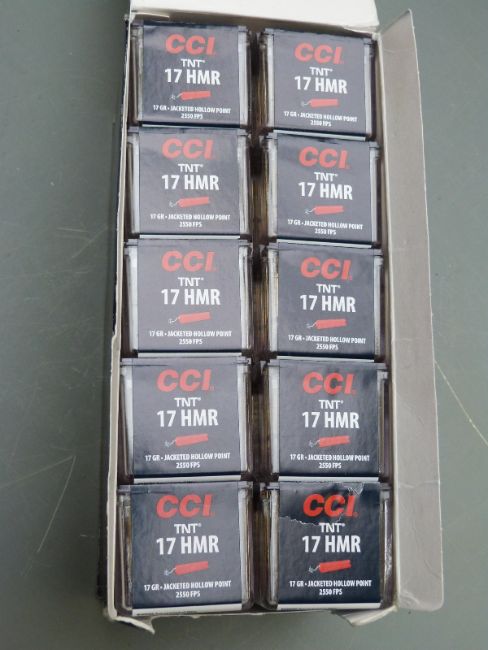 CCI
TNT®
17 HMR
17 GR • JACKETED HOLLOW POINT
2550 FPS
CCI
TNT®
17 HMR
17 GR • JACKETED HOLLOW POINT
2550 FPS
CCI
TNT®
17 HMR
17 GR • JACKETED HOLLOW POINT
2550 FPS
CCI
TNT®
17 HMR
17 GR • JACKETED HOLLOW POINT
2550 FPS
CCI
TNT®
17 HMR
17 GR • JACKETED HOLLOW POINT
2550 FPS
CCI
TNT®
17 HMR
17 GR • JACKETED HOLLOW POINT
2550 FPS
CCI
TNT®
17 HMR
17 GR • JACKETED HOLLOW POINT
2550 FPS
CCI
TNT®
17 HMR
17 GR • JACKETED HOLLOW POINT
2550 FPS
CCI
TNT®
17 HMR
17 GR • JACKETED HOLLOW POINT
2550 FPS
CCI
TNT®
17 HMR
17 GR • JACKETED HOLLOW POINT
2550 FPS